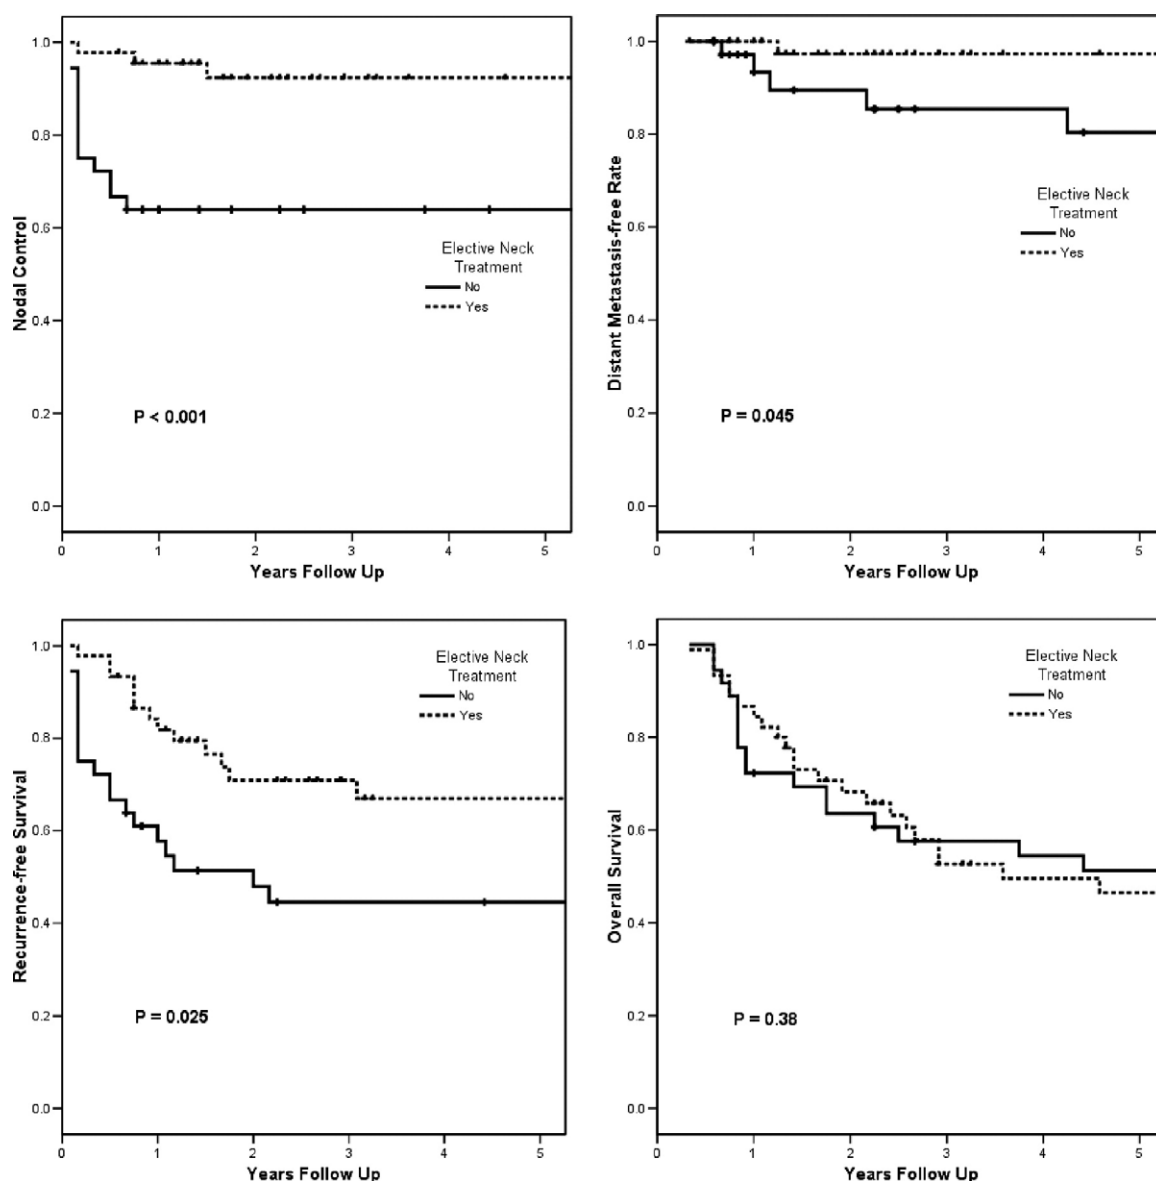 1.0
0.8
0.6
0.4
0.2
0.0
Nodal Control
Elective Neck
Treatment
No
Yes
P < 0.001
0 1 2 3 4 5
Years Follow Up
1.0
0.8
0.6
0.4
0.2
0.0
Distant Metastasis-free Rate
Elective Neck
Treatment
No
Yes
P = 0.045
0 1 2 3 4 5
Years Follow Up
1.0
0.8
0.6
0.4
0.2
0.0
Recurrence-free Survival
Elective Neck
Treatment
No
Yes
P = 0.025
0 1 2 3 4 5
Years Follow Up
1.0
0.8
0.6
0.4
0.2
0.0
Overall Survival
Elective Neck
Treatment
No
Yes
P = 0.38
0 1 2 3 4 5
Years Follow Up